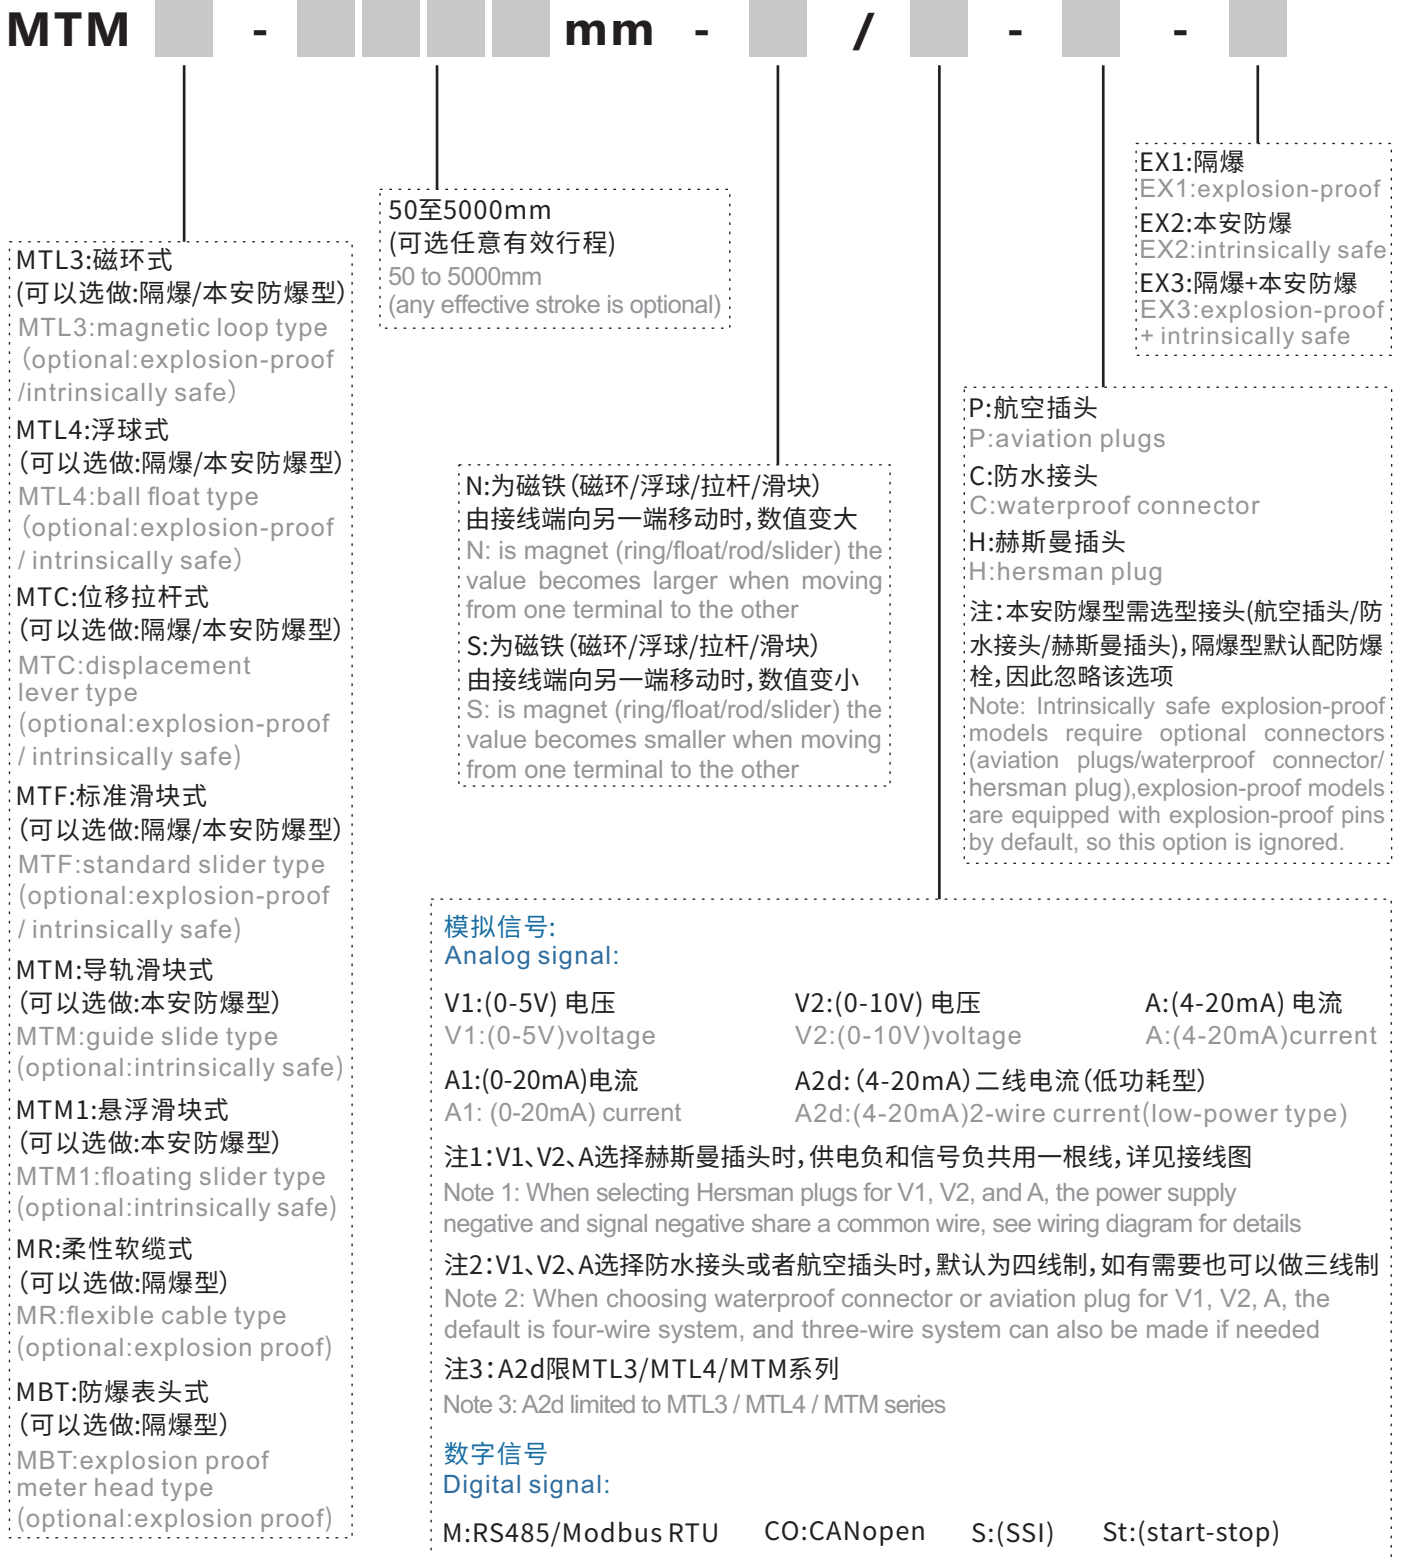 MTM - mm - / - -
MTL3:磁环式
(可以选做:隔爆/本安防爆型)
MTL3:magnetic loop type
(optional:explosion-proof
/intrinsically safe)
MTL4:浮球式
(可以选做:隔爆/本安防爆型)
MTL4:ball float type
(optional:explosion-proof
/ intrinsically safe)
MTC:位移拉杆式
(可以选做:隔爆/本安防爆型)
MTC:displacement
lever type
(optional:explosion-proof
/ intrinsically safe)
MTF:标准滑块式
(可以选做:隔爆/本安防爆型)
MTF:standard slider type
(optional:explosion-proof
/ intrinsically safe)
MTM:导轨滑块式
(可以选做:本安防爆型)
MTM:guide slide type
(optional:intrinsically safe)
MTM1:悬浮滑块式
(可以选做:本安防爆型)
MTM1:floating slider type
(optional:intrinsically safe)
MR:柔性软缆式
(可以选做:隔爆型)
MR:flexible cable type
(optional:explosion proof)
MBT:防爆表头式
(可以选做:隔爆型)
MBT:explosion proof
meter head type
(optional:explosion proof)
50至5000mm
(可选任意有效行程)
50 to 5000mm
(any effective stroke is optional)
N:为磁铁(磁环/浮球/拉杆/滑块)
由接线端向另一端移动时,数值变大
N: is magnet (ring/float/rod/slider) the
value becomes larger when moving
from one terminal to the other
S:为磁铁(磁环/浮球/拉杆/滑块)
由接线端向另一端移动时,数值变小
S: is magnet (ring/float/rod/slider) the
value becomes smaller when moving
from one terminal to the other
EX1:隔爆
EX1:explosion-proof
EX2:本安防爆
EX2:intrinsically safe
EX3:隔爆+本安防爆
EX3:explosion-proof
+ intrinsically safe
P:航空插头
P:aviation plugs
C:防水接头
C:waterproof connector
H:赫斯曼插头
H:hersman plug
注:本安防爆型需选型接头(航空插头/防
水接头/赫斯曼插头),隔爆型默认配防爆
栓,因此忽略该选项
Note: Intrinsically safe explosion-proof
models require optional connectors
(aviation plugs/waterproof connector/
hersman plug),explosion-proof models
are equipped with explosion-proof pins
by default, so this option is ignored.
模拟信号:
Analog signal:
V1:(0-5V) 电压 V2:(0-10V) 电压 A:(4-20mA) 电流
V1:(0-5V)voltage V2:(0-10V)voltage A:(4-20mA)current
A1:(0-20mA)电流 A2d:(4-20mA)二线电流(低功耗型)
A1: (0-20mA) current A2d:(4-20mA)2-wire current(low-power type)
注1:V1、V2、A选择赫斯曼插头时,供电负和信号负共用一根线,详见接线图
Note 1: When selecting Hersman plugs for V1, V2, and A, the power supply
negative and signal negative share a common wire, see wiring diagram for details
注2:V1、V2、A选择防水接头或者航空插头时,默认为四线制,如有需要也可以做三线制
Note 2: When choosing waterproof connector or aviation plug for V1, V2, A, the
default is four-wire system, and three-wire system can also be made if needed
注3:A2d限MTL3/MTL4/MTM系列
Note 3: A2d limited to MTL3 / MTL4 / MTM series
数字信号
Digital signal:
M:RS485/Modbus RTU CO:CANopen S:(SSI) St:(start-stop)